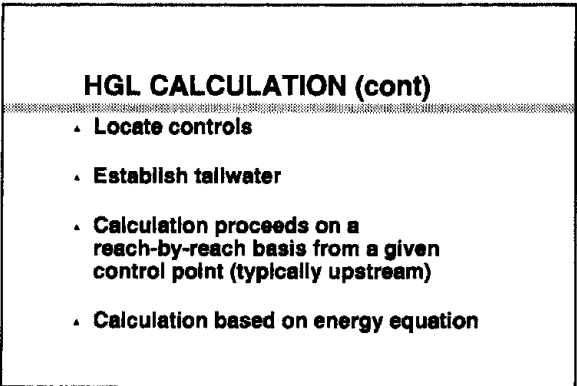 HGL CALCULATION (cont)
▴ Locate controls
▴ Establish tailwater
▴ Calculation proceeds on a
reach-by-reach basis from a given
control point (typically upstream)
▴ Calculation based on energy equation